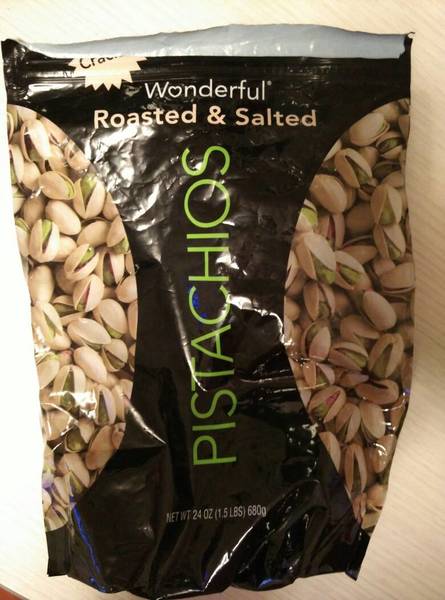 Wonderful®
Roasted & Salted
PISTACHIOS
NET WT 24 OZ (1.5 LBS) 680g